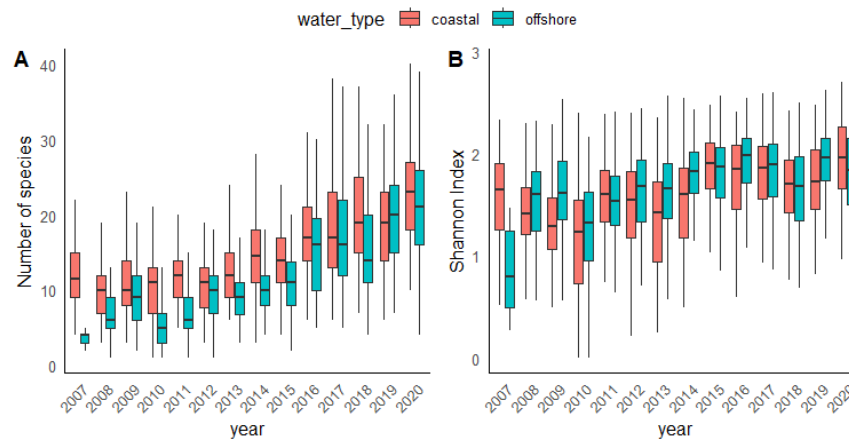 water_type coastal offshore
A
Number of species
40
30
20
10
0
2007 2008 2009 2010 2011 2012 2013 2014 2015 2016 2017 2018 2019 2020
year
B
Shannon Index
3
2
1
0
2007 2008 2009 2010 2011 2012 2013 2014 2015 2016 2017 2018 2019 2020
year